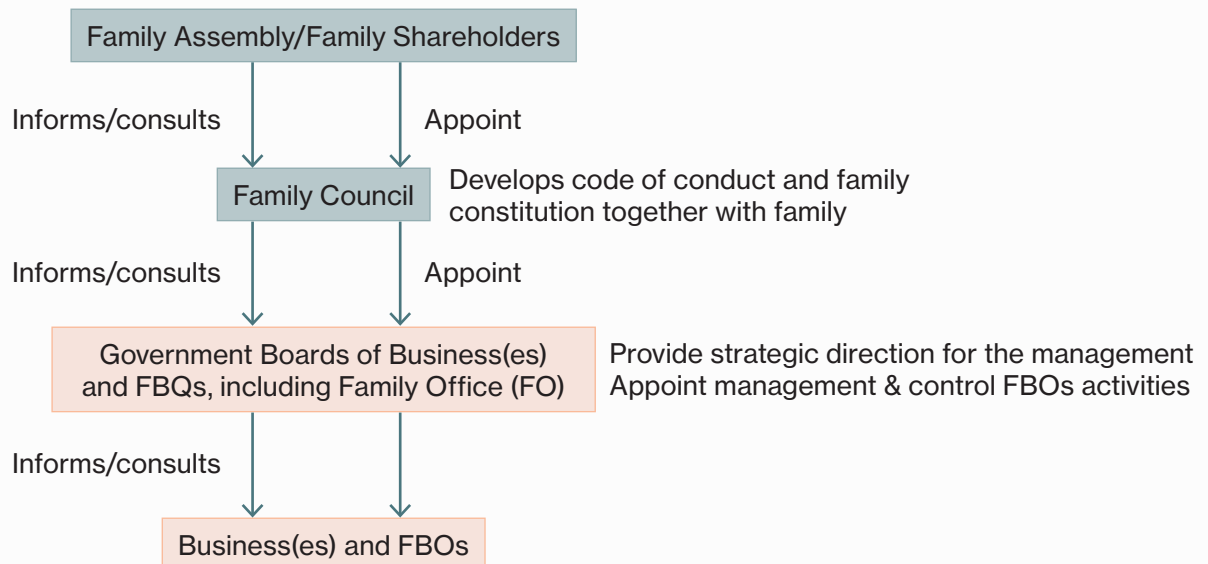 Family Assembly/Family Shareholders
Informs/consults
Appoint
Family Council
Develops code of conduct and family
constitution together with family
Informs/consults
Appoint
Government Boards of Business(es)
and FBQs, including Family Office (FO)
Provide strategic direction for the management
Appoint management & control FBOs activities
Informs/consults
Business(es) and FBOs